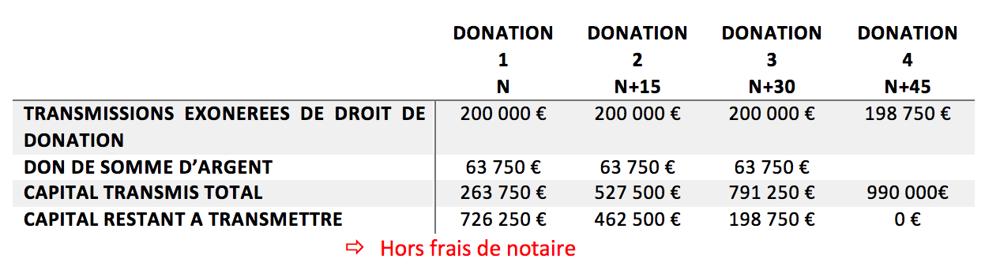 DONATION DONATION DONATION DONATION
1 2 3 4
N N+15 N+30 N+45
TRANSMISSIONS EXONEREES DE DROIT DE 200 000 € 200 000 € 200 000 € 198 750 €
DONATION
DON DE SOMME D’ARGENT 63 750 € 63 750 € 63 750 €
CAPITAL TRANSMIS TOTAL 263 750 € 527 500 € 791 250 € 990 000€
CAPITAL RESTANT A TRANSMETTRE 726 250 € 462 500 € 198 750 € 0 €
⇨ Hors frais de notaire